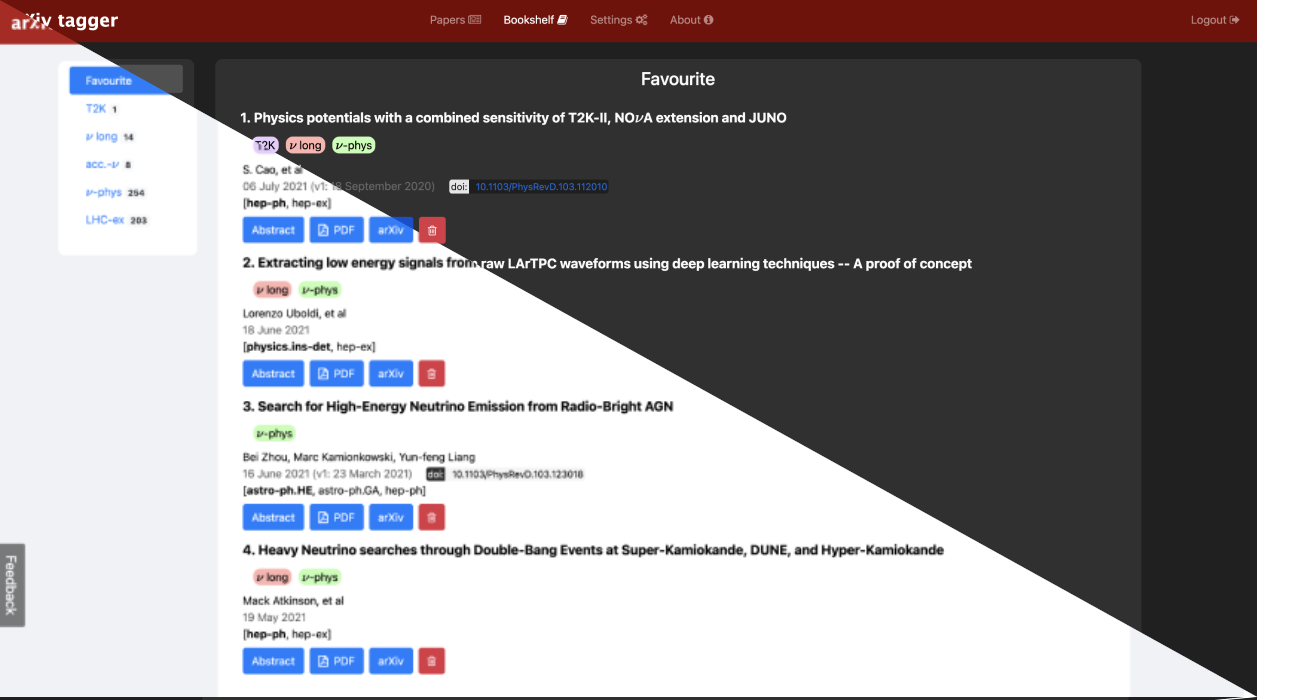 arXiv tagger
Papers
Bookshelf
Settings
About
Logout
Favourite
T2K 1
ν long 14
acc.-ν 8
ν-phys 254
LHC-ex 203
Favourite
1. Physics potentials with a combined sensitivity of T2K-II, NOνA extension and JUNO
T2K ν long ν-phys
S. Cao, et al
06 July 2021 (v1: September 2020) doi: 10.1103/PhysRevD.103.112010
[hep-ph, hep-ex]
Abstract PDF arXiv
2. Extracting low energy signals from raw LArTPC waveforms using deep learning techniques -- A proof of concept
ν long ν-phys
Lorenzo Uboldi, et al
18 June 2021
[physics.ins-det, hep-ex]
Abstract PDF arXiv
3. Search for High-Energy Neutrino Emission from Radio-Bright AGN
ν-phys
Bei Zhou, Marc Kamionkowski, Yun-feng Liang
16 June 2021 (v1: 23 March 2021) doi: 10.1103/PhysRevD.103.123018
[astro-ph.HE, astro-ph.GA, hep-ph]
Abstract PDF arXiv
4. Heavy Neutrino searches through Double-Bang Events at Super-Kamiokande, DUNE, and Hyper-Kamiokande
ν long ν-phys
Mack Atkinson, et al
19 May 2021
[hep-ph, hep-ex]
Abstract PDF arXiv
Feedback